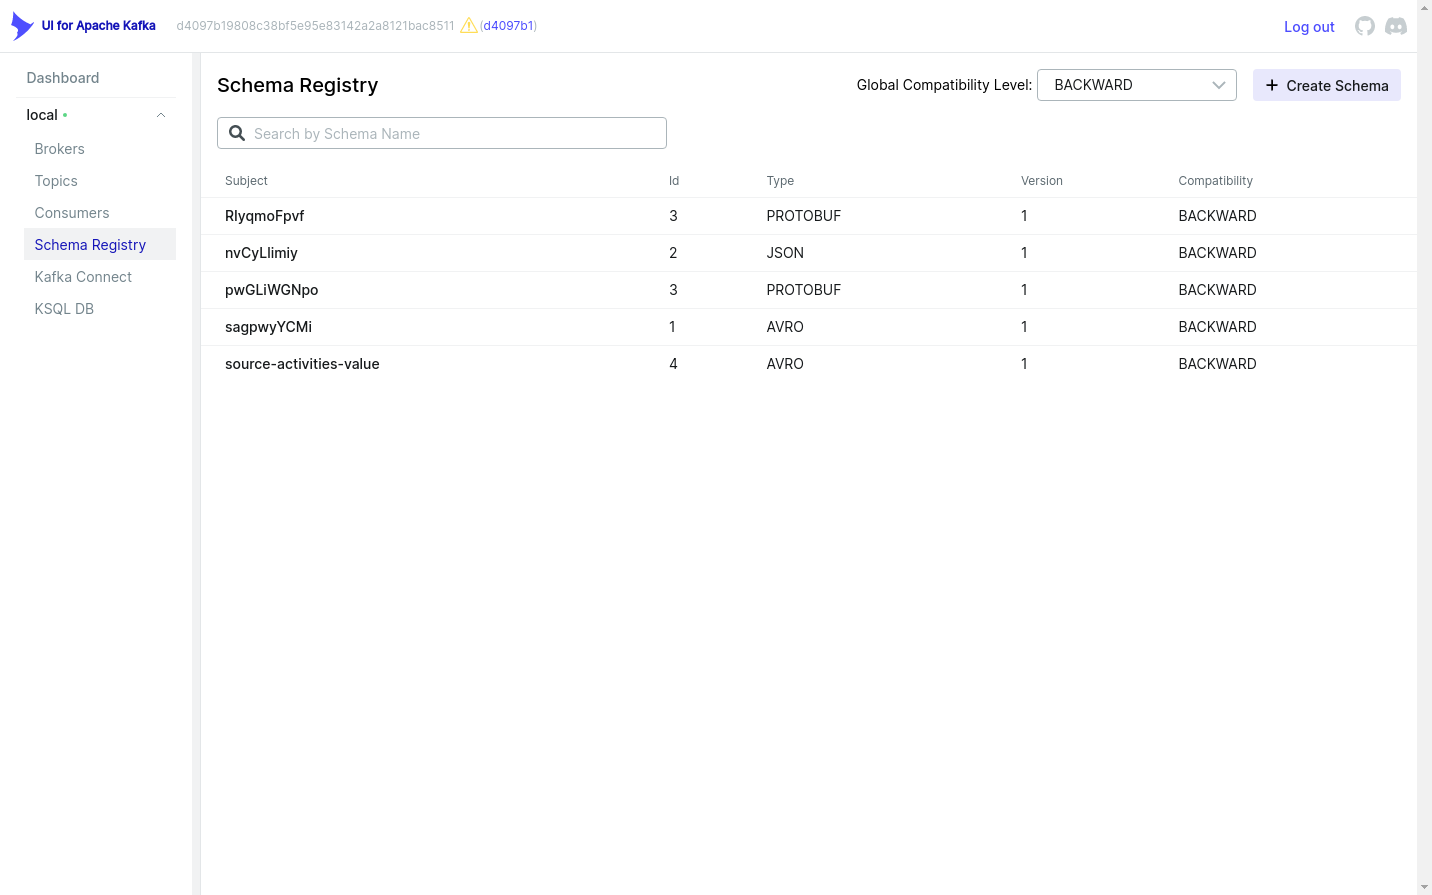 UI for Apache Kafka d4097b19808c38bf5e95e83142a2a8121bac8511 (d4097b1) Log out
Dashboard
local
Brokers
Topics
Consumers
Schema Registry
Kafka Connect
KSQL DB
Schema Registry Global Compatibility Level: BACKWARD Create Schema
Search by Schema Name
Subject Id Type Version Compatibility
RlyqmoFpvf 3 PROTOBUF 1 BACKWARD
nvCyLlimiy 2 JSON 1 BACKWARD
pwGLiWGNpo 3 PROTOBUF 1 BACKWARD
sagpwyYCMi 1 AVRO 1 BACKWARD
source-activities-value 4 AVRO 1 BACKWARD